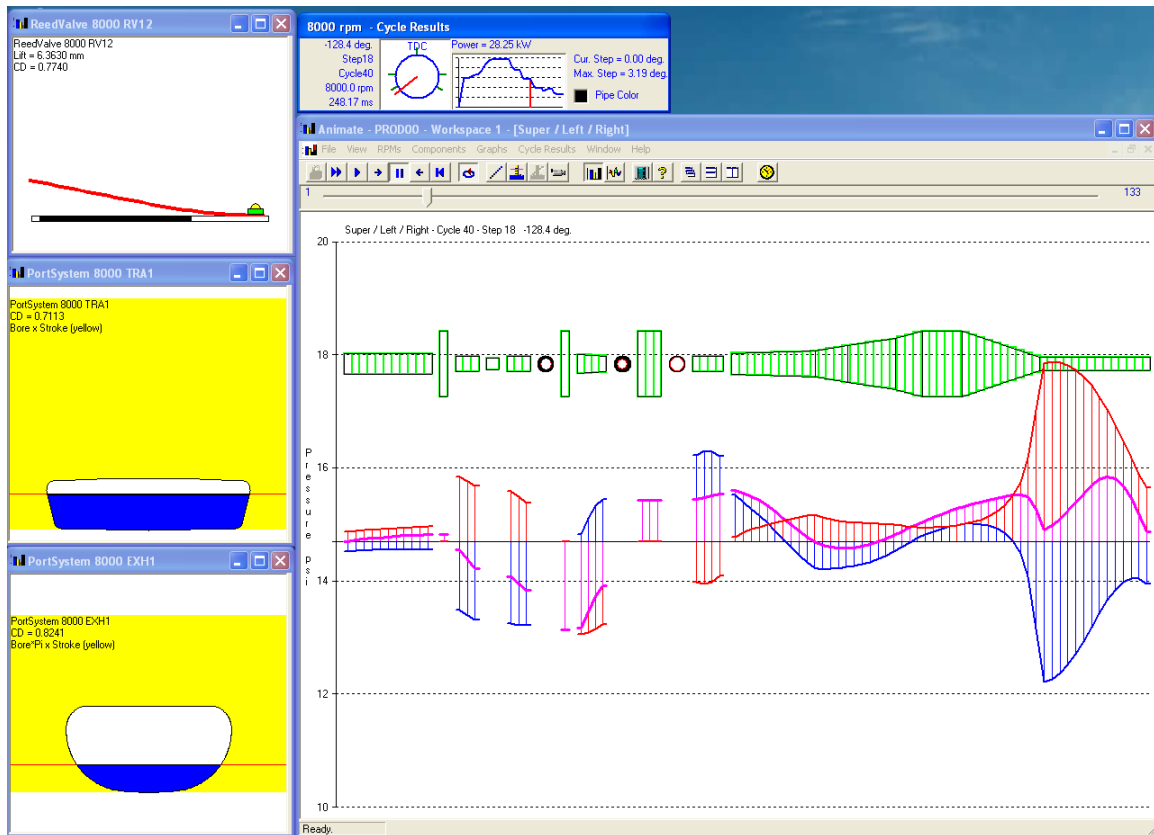 ReedValve 8000 RV12
ReedValve 8000 RV12
Lift = 6.3630 mm
CD = 0.7740
8000 rpm - Cycle Results
-128.4 deg.
Step18
Cycle40
8000.0 rpm
248.17 ms
TDC
Power = 28.25 kW
Cur. Step = 0.00 deg.
Max. Step = 3.19 deg.
Pipe Color
Animate - PROD00 - Workspace 1 - [Super / Left / Right]
File View RPMs Components Graphs Cycle Results Window Help
1
133
Super / Left / Right - Cycle 40 - Step 18 -128.4 deg.
20
18
16
14
12
10
Pressure psi
Ready.
PortSystem 8000 TRA1
PortSystem 8000 TRA1
CD = 0.7113
Bore x Stroke (yellow)
PortSystem 8000 EXH1
PortSystem 8000 EXH1
CD = 0.8241
Bore*Pi x Stroke (yellow)